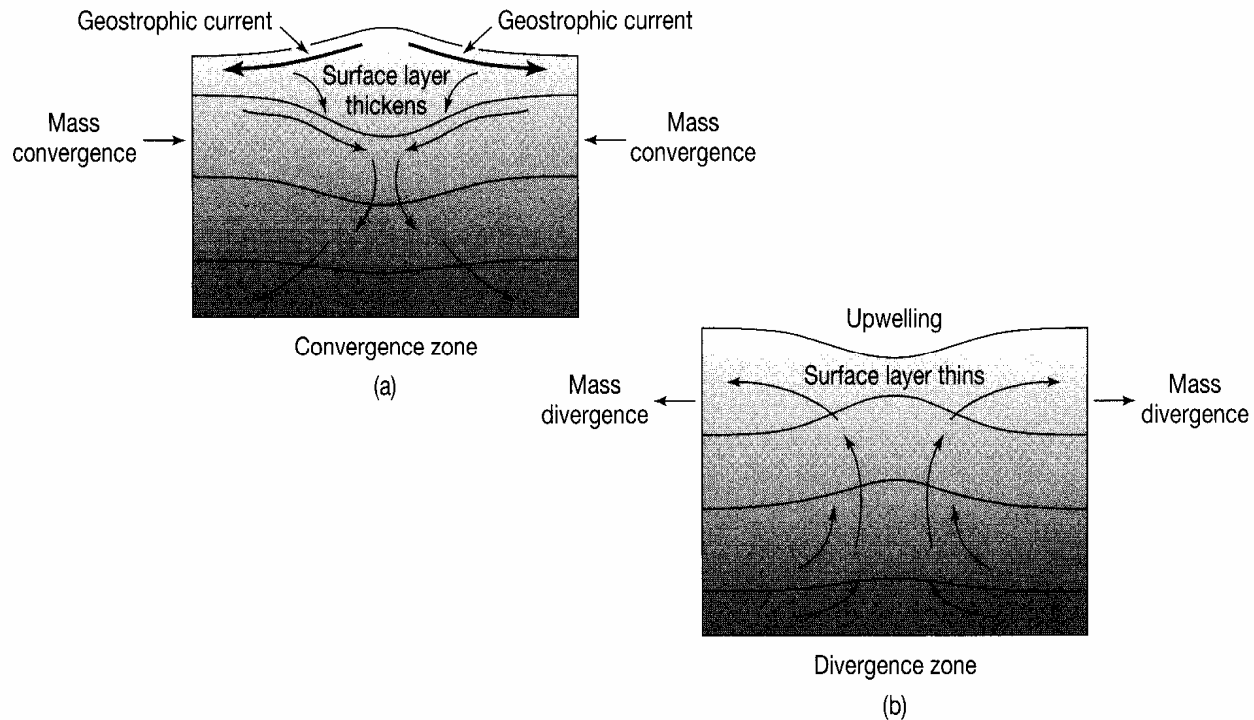 Geostrophic current
Geostrophic current
Surface layer
thickens
Mass
convergence
Mass
convergence
Convergence zone
(a)
Upwelling
Surface layer thins
Mass
divergence
Mass
divergence
Divergence zone
(b)